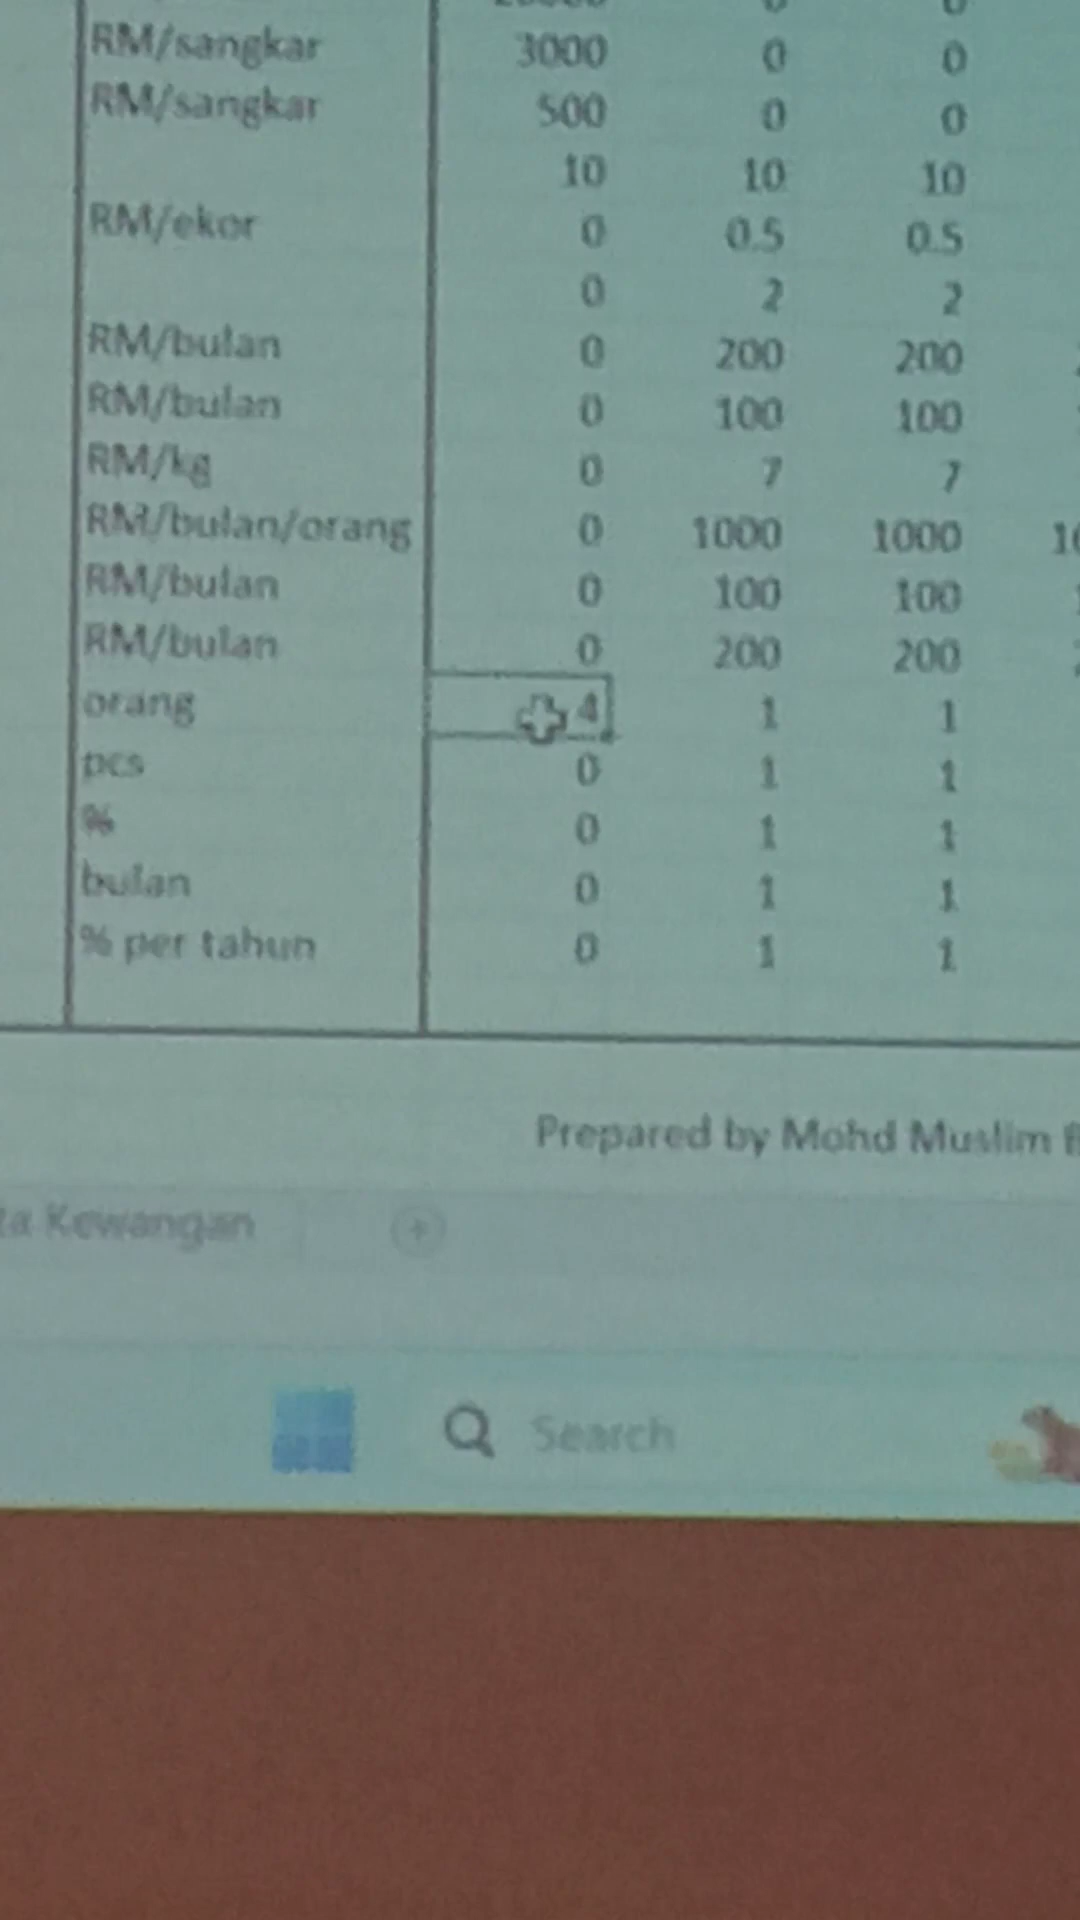 RM/sangkar 3000 0 0
RM/sangkar 500 0 0
10 10 10
RM/ekor 0 0.5 0.5
0 2 2
RM/bulan 0 200 200
RM/bulan 0 100 100
RM/kg 0 7 7
RM/bulan/orang 0 1000 1000
RM/bulan 0 100 100
RM/bulan 0 200 200
orang 4 1 1
pcs 0 1 1
% 0 1 1
bulan 0 1 1
% per tahun 0 1 1
Prepared by Mohd Muslim
Kewangan
Search